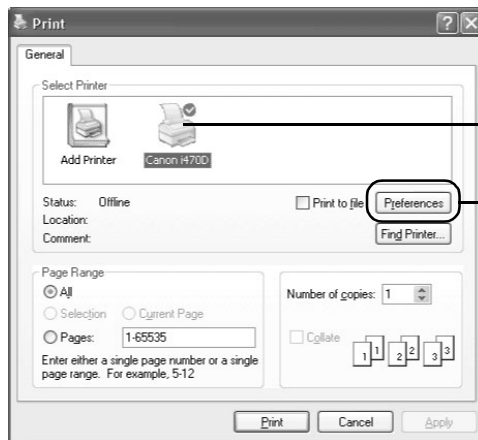 Print
General
Select Printer
Add Printer
Canon i470D
Status: Offline
Location:
Comment:
Print to file
Preferences
Find Printer...
Page Range
All
Selection
Current Page
Pages: 1-65535
Enter either a single page number or a single
page range. For example, 5-12
Number of copies: 1
Collate
1 1 2 2 3 3
Print
Cancel
Apply